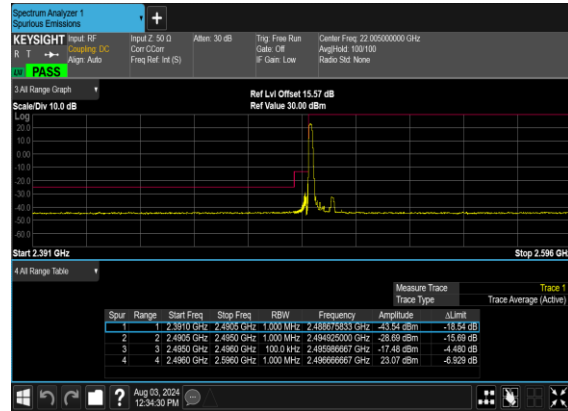 Spectrum Analyzer 1
Spurious Emissions
+
KEYSIGHT Input: RF Input Z: 50 Ω Atten: 30 dB Trig: Free Run Center Freq: 22.005000000 GHz
R T Coupling: DC Corr CCorr Gate: Off Avg|Hold: 100/100
Align: Auto Freq Ref: Int (S) IF Gain: Low Radio Std: None
PASS
3 All Range Graph
Ref Lvl Offset 15.57 dB
Scale/Div 10.0 dB Ref Value 30.00 dBm
Log
20.0
10.0
0.00
-10.0
-20.0
-30.0
-40.0
-50.0
-60.0
Start 2.391 GHz Stop 2.596 GHz
4 All Range Table
Measure Trace Trace 1
Trace Type Trace Average (Active)
Spur Range Start Freq Stop Freq RBW Frequency Amplitude ΔLimit
1 1 2.3910 GHz 2.4905 GHz 1.000 MHz 2.488675833 GHz -43.54 dBm -18.54 dB
2 2 2.4905 GHz 2.4950 GHz 1.000 MHz 2.494925000 GHz -28.69 dBm -15.69 dB
3 3 2.4950 GHz 2.4960 GHz 100.0 kHz 2.495986667 GHz -17.48 dBm -4.480 dB
4 4 2.4960 GHz 2.5960 GHz 1.000 MHz 2.496666667 GHz 23.07 dBm -6.929 dB
? Aug 03, 2024
12:34:30 PM